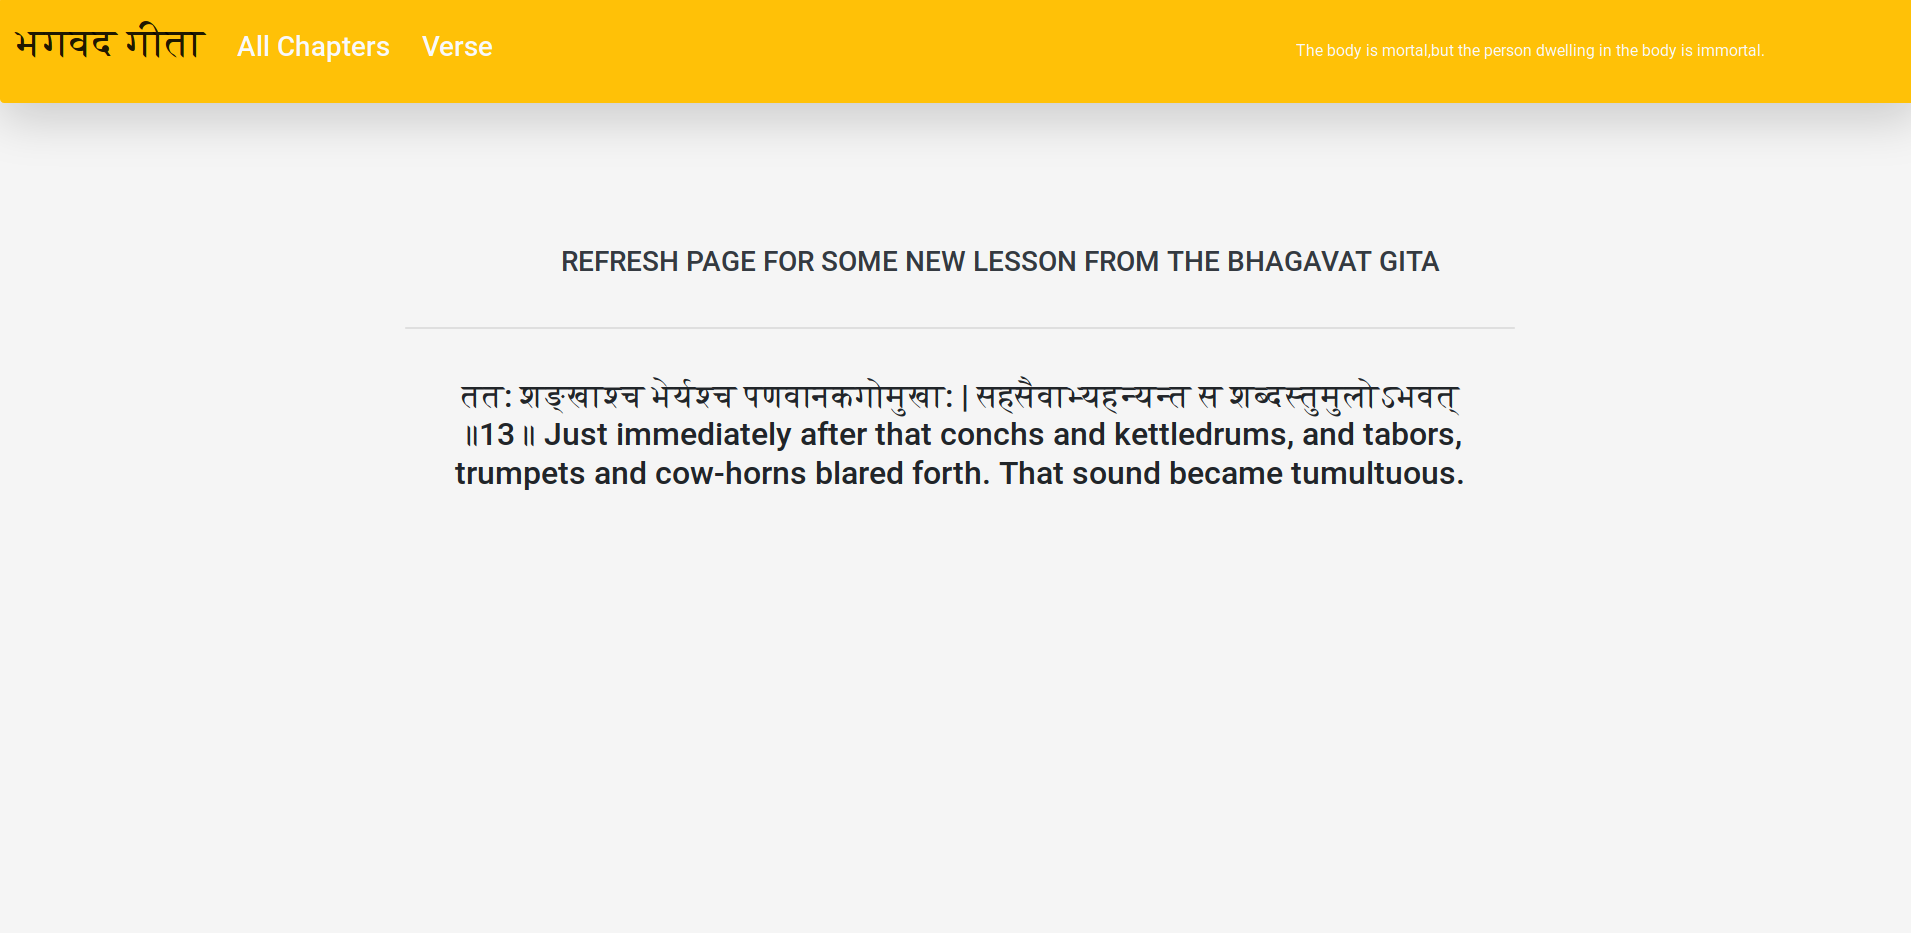 भगवद गीता All Chapters Verse The body is mortal,but the person dwelling in the body is immortal.
REFRESH PAGE FOR SOME NEW LESSON FROM THE BHAGAVAT GITA
तत: शङ्खाश्च भेर्यश्च पणवानकगोमुखा: | सहसैवाभ्यहन्यन्त स शब्दस्तुमुलोऽभवत्
॥13॥ Just immediately after that conchs and kettledrums, and tabors,
trumpets and cow-horns blared forth. That sound became tumultuous.